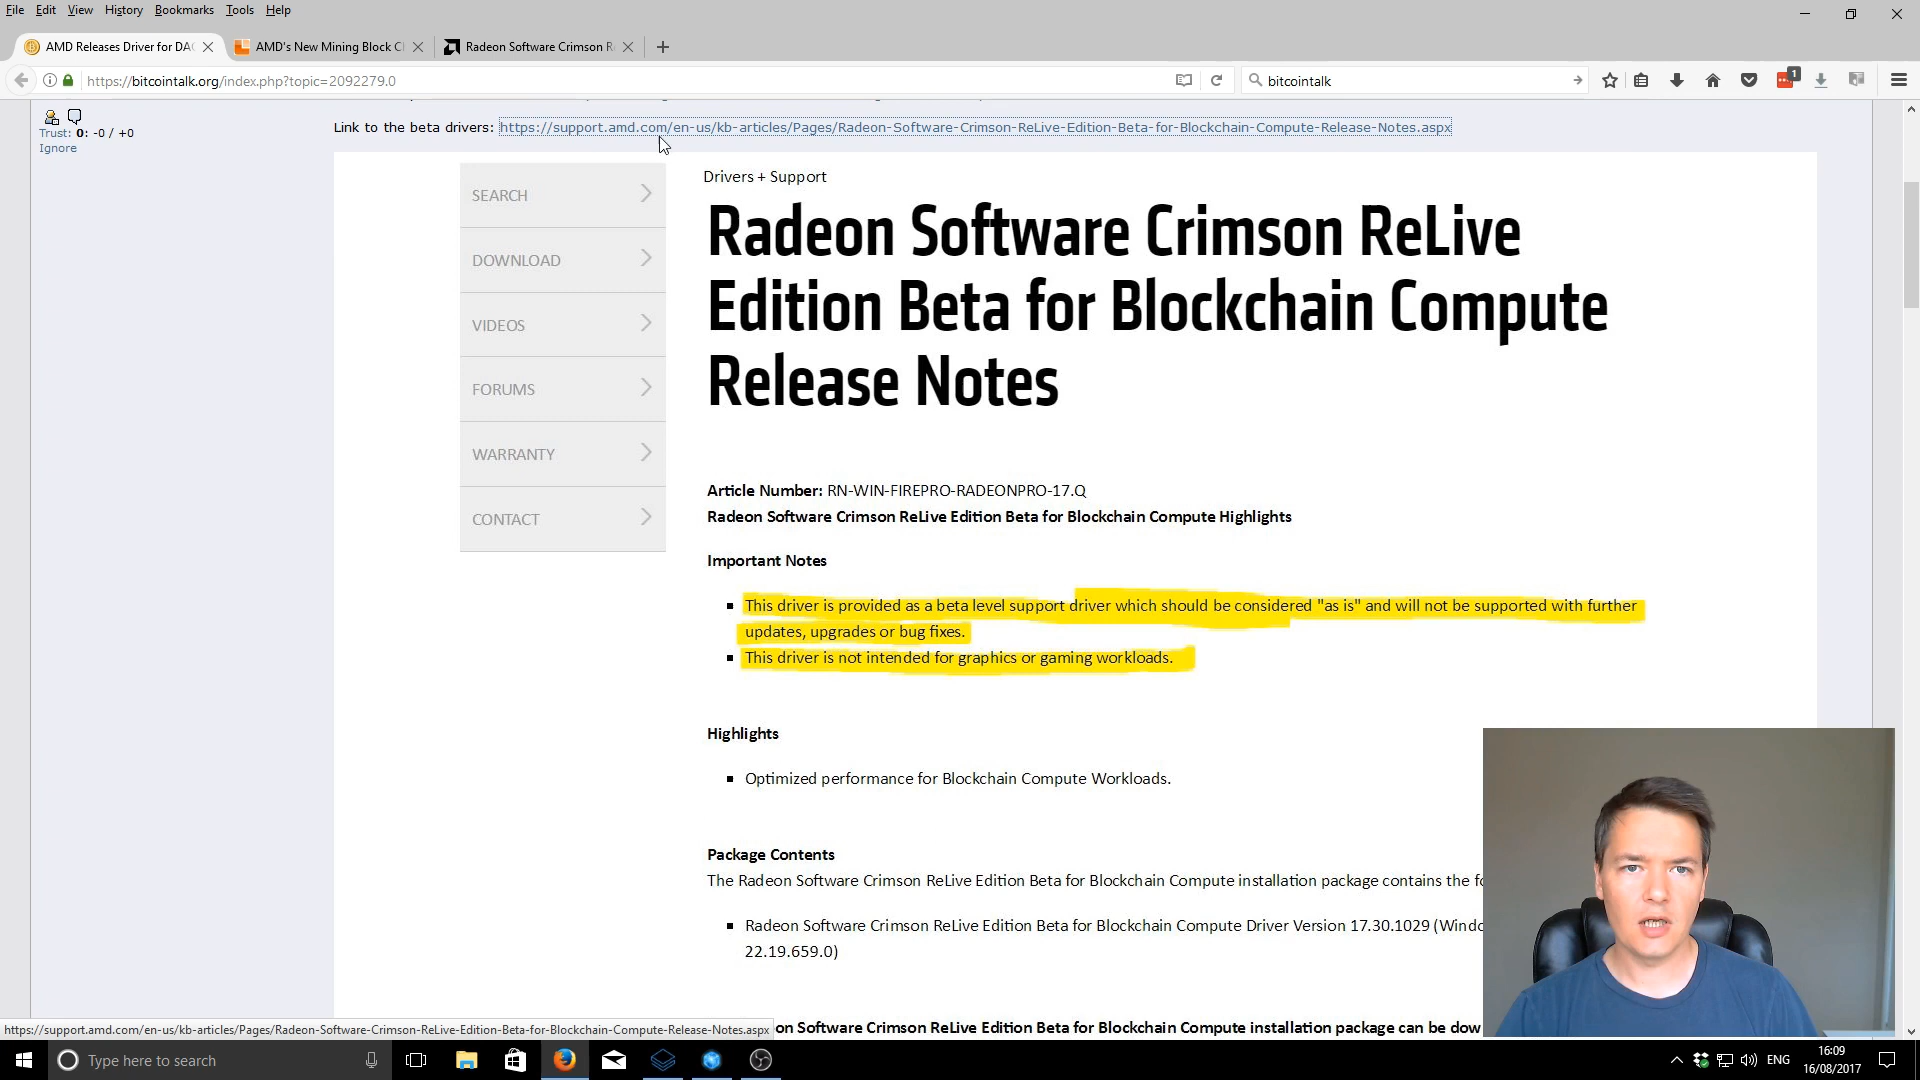 File Edit View History Bookmarks Tools Help
AMD Releases Driver for DA
AMD's New Mining Block C
Radeon Software Crimson R
https://bitcointalk.org/index.php?topic=2092279.0
bitcointalk
1
Trust: 0: -0 / +0
Ignore
Link to the beta drivers: https://support.amd.com/en-us/kb-articles/Pages/Radeon-Software-Crimson-ReLive-Edition-Beta-for-Blockchain-Compute-Release-Notes.aspx
SEARCH
DOWNLOAD
VIDEOS
FORUMS
WARRANTY
CONTACT
Drivers + Support
Radeon Software Crimson ReLive
Edition Beta for Blockchain Compute
Release Notes
Article Number: RN-WIN-FIREPRO-RADEONPRO-17.Q
Radeon Software Crimson ReLive Edition Beta for Blockchain Compute Highlights
Important Notes
This driver is provided as a beta level support driver which should be considered "as is" and will not be supported with further
updates, upgrades or bug fixes.
This driver is not intended for graphics or gaming workloads.
Highlights
Optimized performance for Blockchain Compute Workloads.
Package Contents
The Radeon Software Crimson ReLive Edition Beta for Blockchain Compute installation package contains the fo
Radeon Software Crimson ReLive Edition Beta for Blockchain Compute Driver Version 17.30.1029 (Windo
22.19.659.0)
on Software Crimson ReLive Edition Beta for Blockchain Compute installation package can be dow
https://support.amd.com/en-us/kb-articles/Pages/Radeon-Software-Crimson-ReLive-Edition-Beta-for-Blockchain-Compute-Release-Notes.aspx
Type here to search
ENG
16:09
16/08/2017